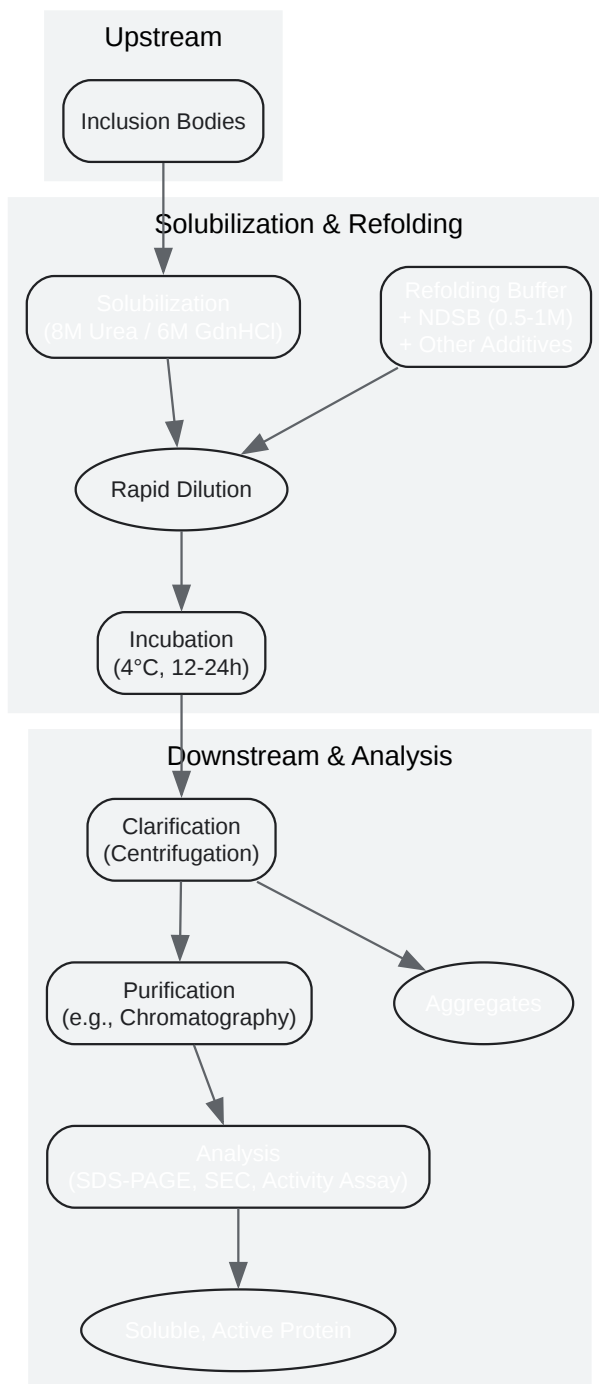 Upstream
Inclusion Bodies
Solubilization & Refolding
Solubilization
(8M Urea / 6M GdnHCl)
Refolding Buffer
+ NDSB (0.5-1M)
+ Other Additives
Rapid Dilution
Incubation
(4°C, 12-24h)
Downstream & Analysis
Clarification
(Centrifugation)
Purification
(e.g., Chromatography)
Aggregates
Analysis
(SDS-PAGE, SEC, Activity Assay)
Soluble, Active Protein